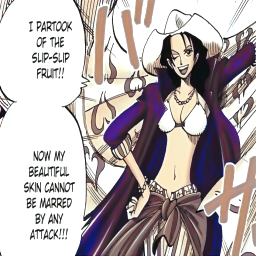 I PARTOOK
OF THE
SLIP-SLIP
FRUIT!!
NOW MY
BEAUTIFUL
SKIN CANNOT
BE MARRED
BY ANY
ATTACK!!!